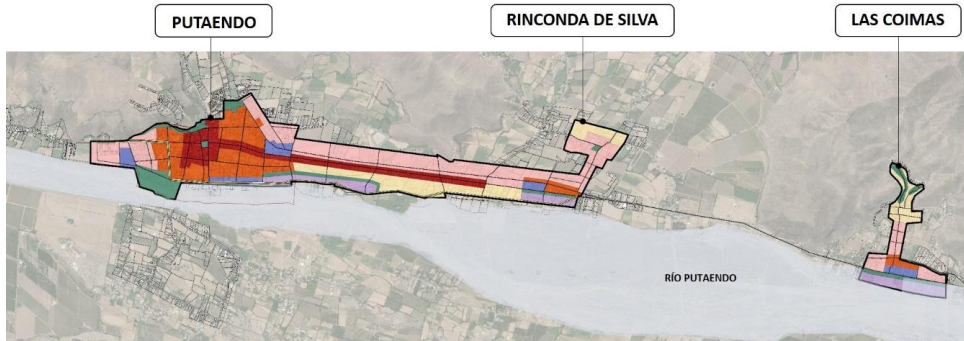 PUTAENDO
RINCONDA DE SILVA
LAS COIMAS
RÍO PUTAENDO